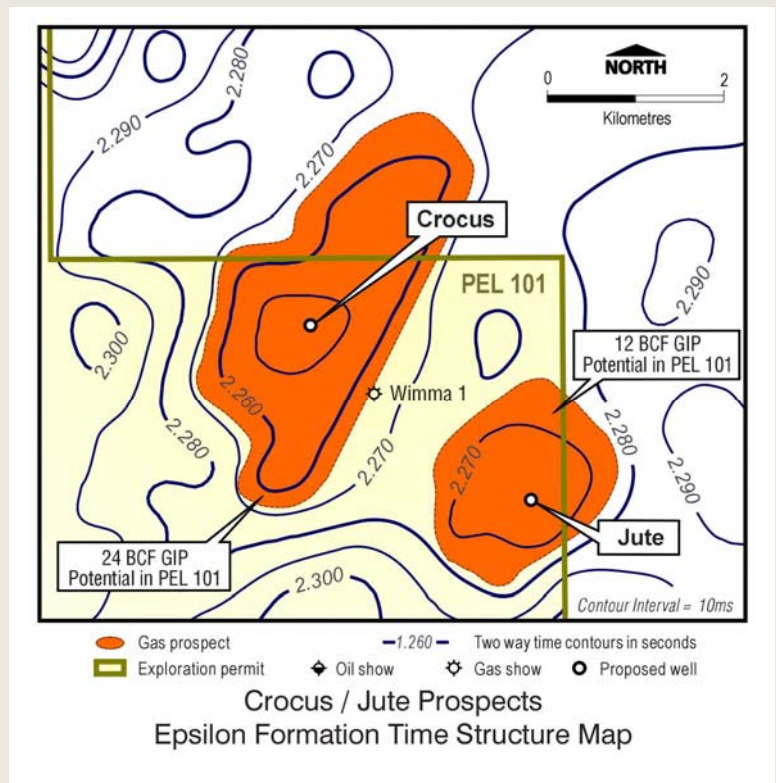 NORTH
0 2
Kilometres
2.280
2.290
2.270
Crocus
2.290
PEL 101
2.300
12 BCF GIP
Potential in PEL 101
Wimma 1
2.260
2.280
2.280
2.270
2.270
2.290
Jute
24 BCF GIP
Potential in PEL 101
2.300
Contour Interval = 10ms
Gas prospect
1.260 Two way time contours in seconds
Exploration permit
Oil show
Gas show
Proposed well
Crocus / Jute Prospects
Epsilon Formation Time Structure Map